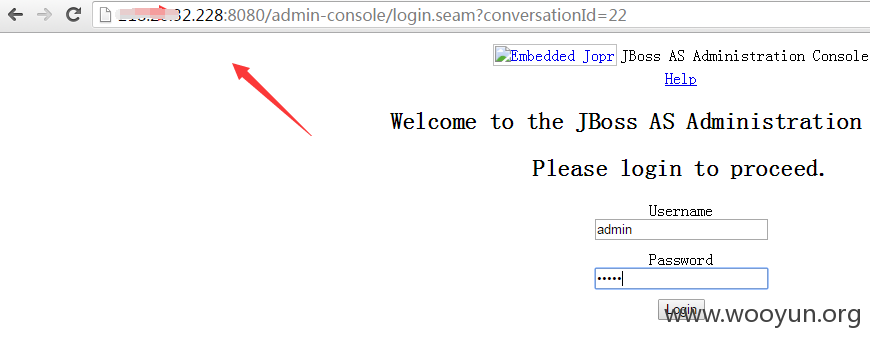 .32.228:8080/admin-console/login.seam?conversationId=22
Embedded Jopr JBoss AS Administration Console
Help
Welcome to the JBoss AS Administration
Please login to proceed.
Username
admin
Password
•••••
Login
www.wooyun.org